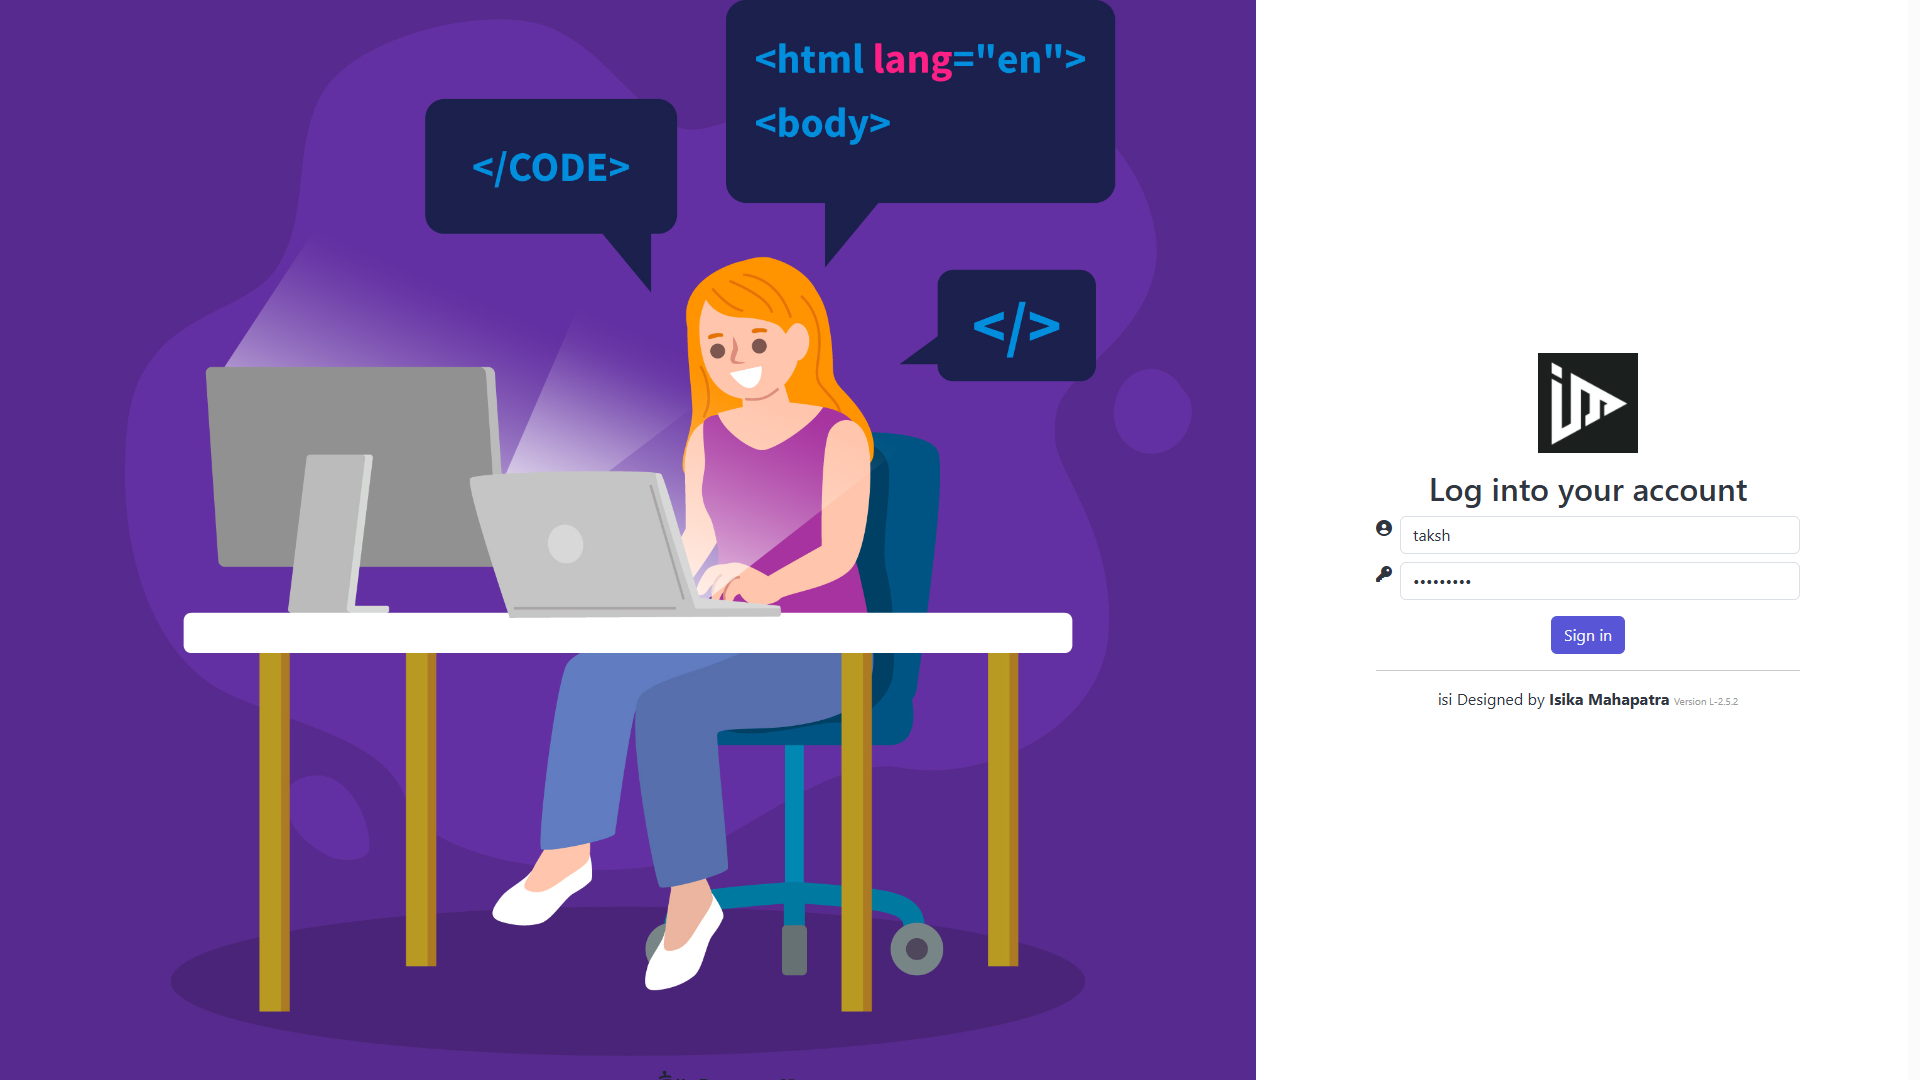 <html lang="en">
<body>
</CODE>
</>
Log into your account
taksh
•••••••••
Sign in
isi Designed by Isika Mahapatra Version L-2.5.2